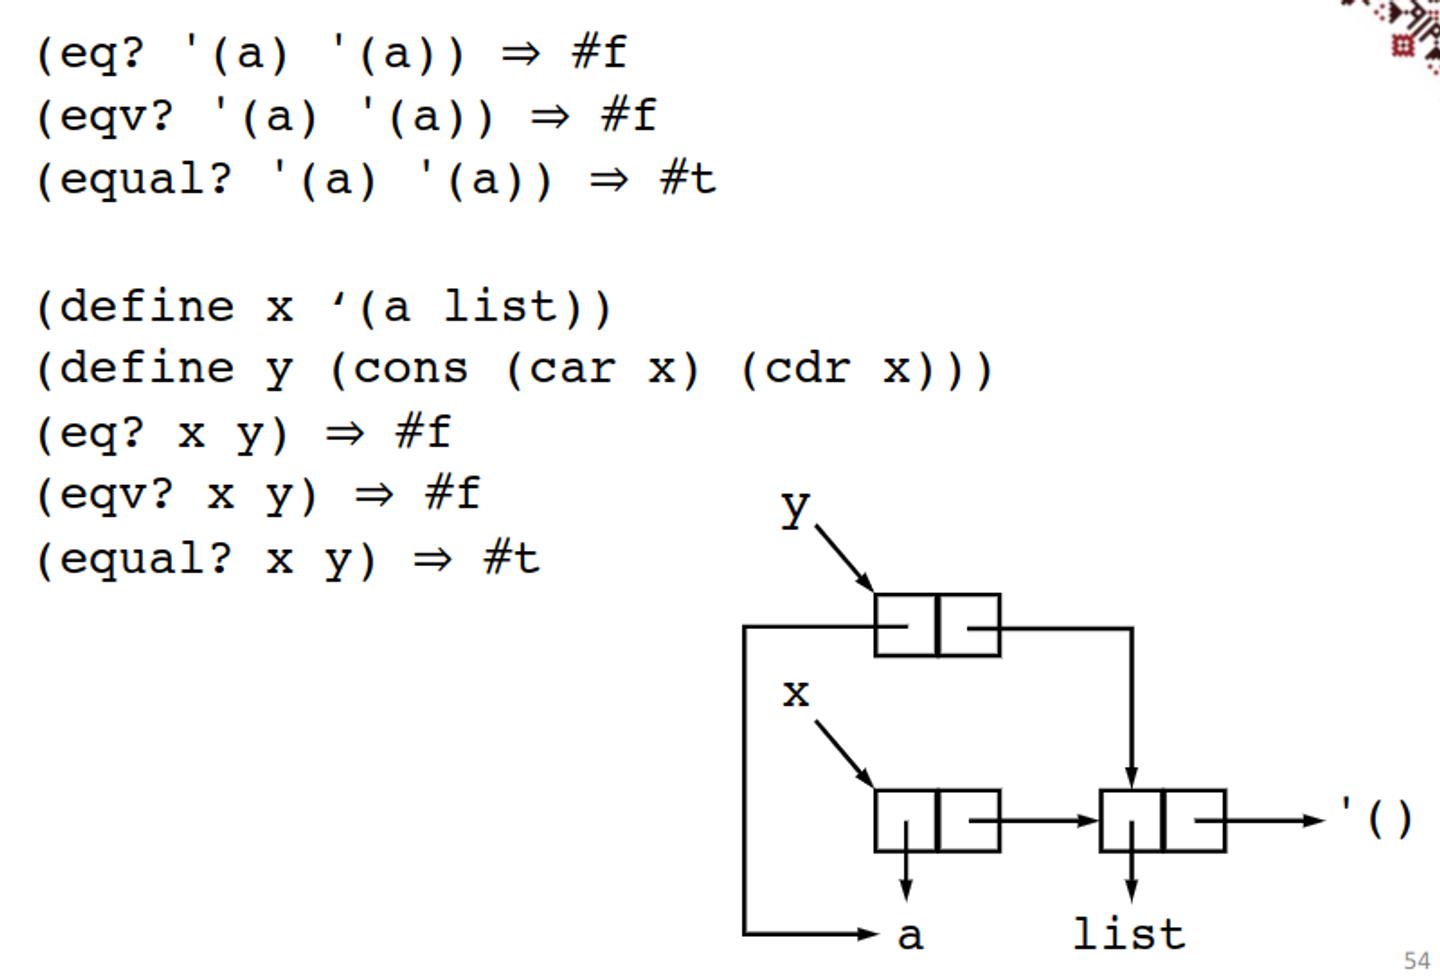 (eq? '(a) '(a)) ⇒ #f
(eqv? '(a) '(a)) ⇒ #f
(equal? '(a) '(a)) ⇒ #t
(define x ‘(a list))
(define y (cons (car x) (cdr x)))
(eq? x y) ⇒ #f
(eqv? x y) ⇒ #f
(equal? x y) ⇒ #t
y
x
'()
a list
54